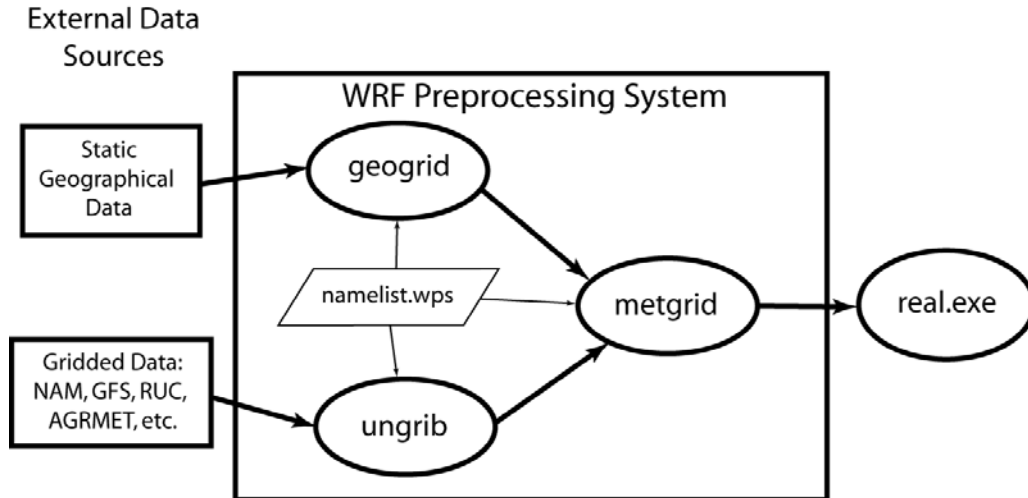 External Data
Sources
WRF Preprocessing System
Static
Geographical
Data
geogrid
namelist.wps
metgrid
real.exe
Gridded Data:
NAM, GFS, RUC,
AGRMET, etc.
ungrib